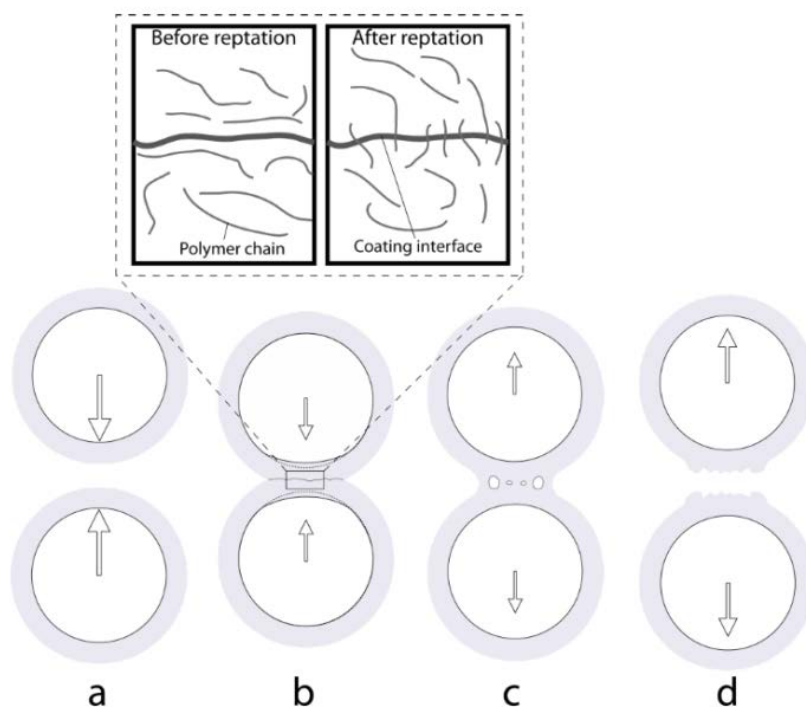 Before reptation
After reptation
Polymer chain
Coating interface
a
b
c
d